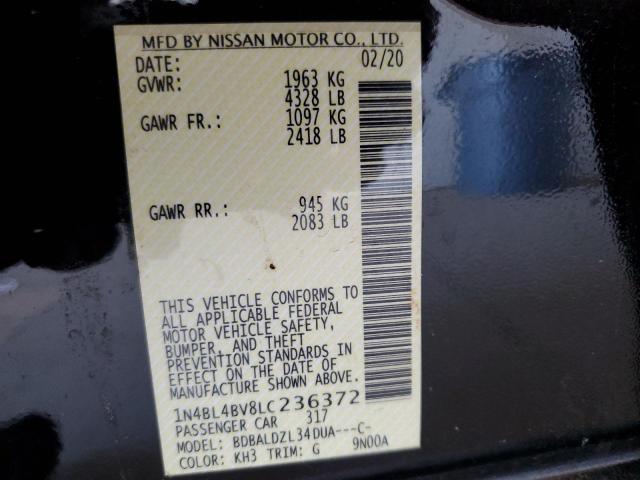 MFD BY NISSAN MOTOR CO., LTD.
DATE: 02/20
GVWR: 1963 KG
4328 LB
GAWR FR.: 1097 KG
2418 LB
GAWR RR.: 945 KG
2083 LB
THIS VEHICLE CONFORMS TO
ALL APPLICABLE FEDERAL
MOTOR VEHICLE SAFETY,
BUMPER, AND THEFT
PREVENTION STANDARDS IN
EFFECT ON THE DATE OF
MANUFACTURE SHOWN ABOVE.
1N4BL4BV8LC236372
PASSENGER CAR 317
MODEL: BDBALDZL34DUA---C-
COLOR: KH3 TRIM: G 9N00A